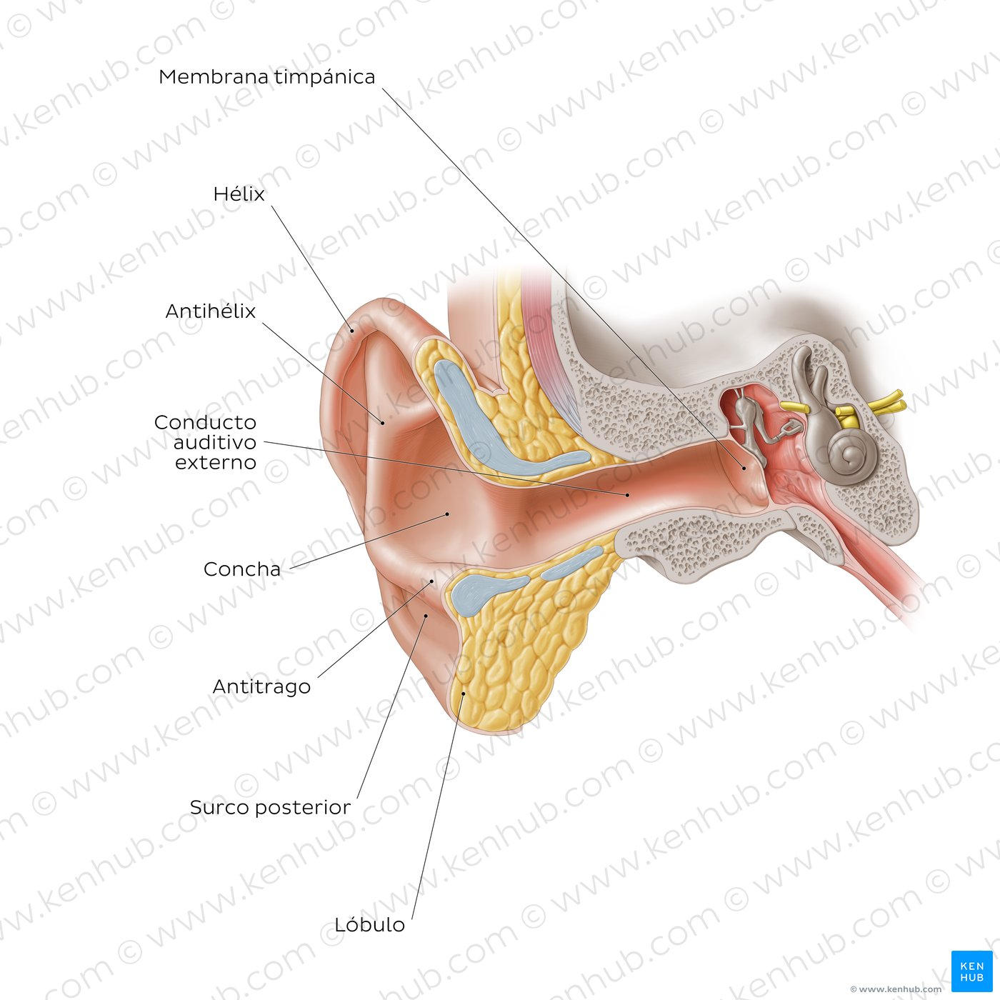 Membrana timpánica
Hélix
Antihélix
Conducto
auditivo
externo
Concha
Antitrago
Surco posterior
Lóbulo
KEN
HUB
© www.kenhub.com